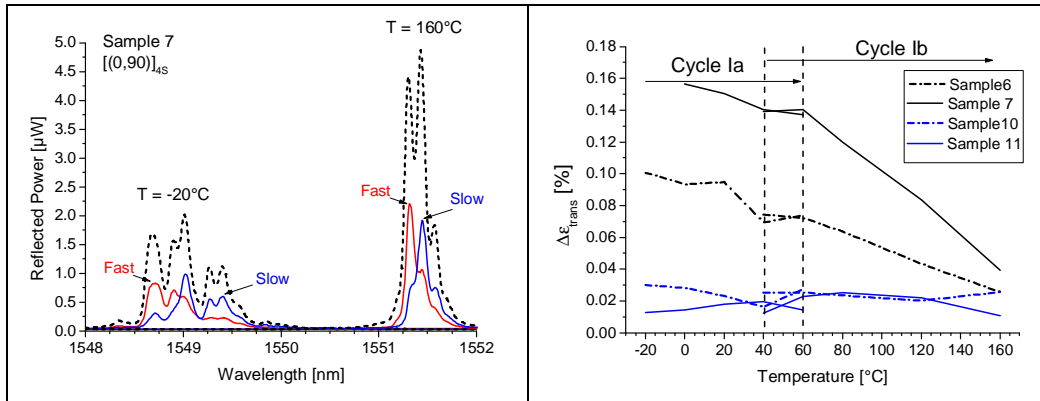 Sample 7
[(0,90)]4S
T = 160°C
T = -20°C
Fast
Slow
Fast
Slow
Reflected Power [µW]
5.0
4.5
4.0
3.5
3.0
2.5
2.0
1.5
1.0
0.5
0.0
1548
1549
1550
1551
1552
Wavelength [nm]
Cycle Ia
Cycle Ib
Sample6
Sample 7
Sample10
Sample 11
Δεtrans [%]
0.18
0.16
0.14
0.12
0.10
0.08
0.06
0.04
0.02
0.00
-20
0
20
40
60
80
100
120
140
160
Temperature [°C]